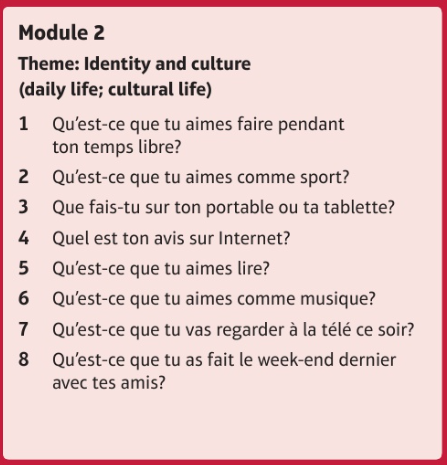 Module 2
Theme: Identity and culture
(daily life; cultural life)
1 Qu’est-ce que tu aimes faire pendant
ton temps libre?
2 Qu’est-ce que tu aimes comme sport?
3 Que fais-tu sur ton portable ou ta tablette?
4 Quel est ton avis sur Internet?
5 Qu’est-ce que tu aimes lire?
6 Qu’est-ce que tu aimes comme musique?
7 Qu’est-ce que tu vas regarder à la télé ce soir?
8 Qu’est-ce que tu as fait le week-end dernier
avec tes amis?